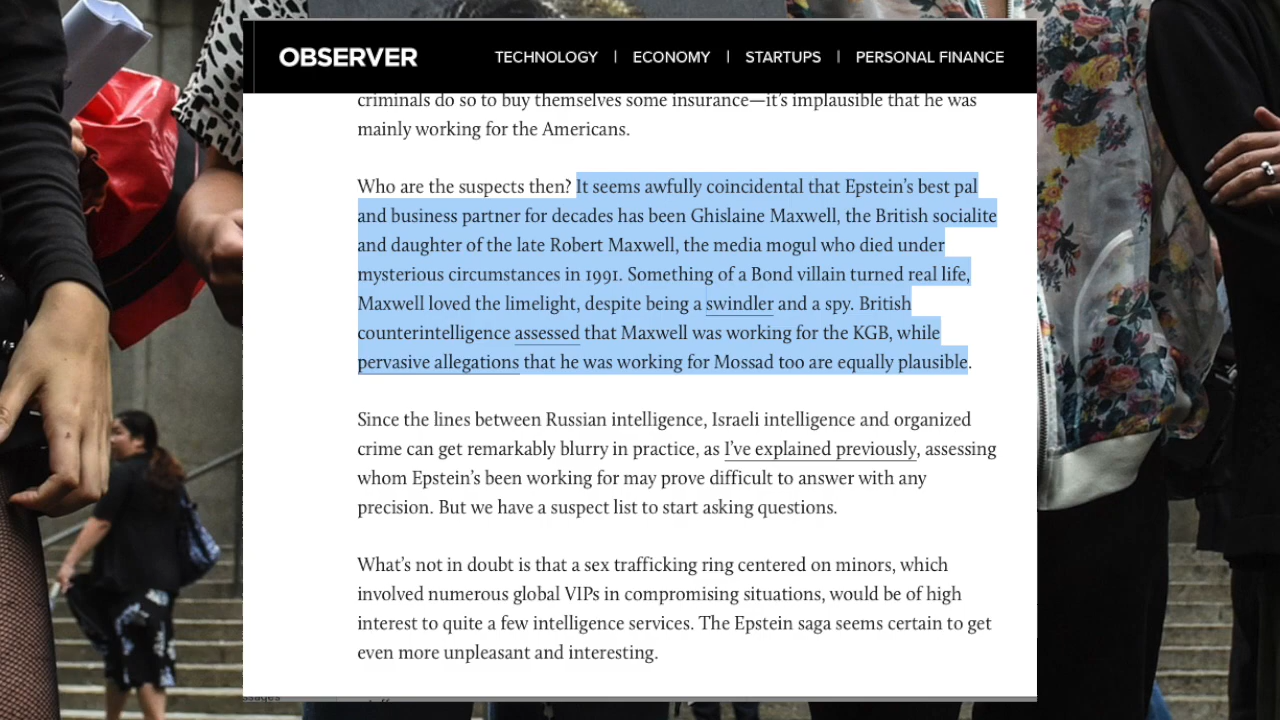 OBSERVER
TECHNOLOGY | ECONOMY | STARTUPS | PERSONAL FINANCE
criminals do so to buy themselves some insurance—it’s implausible that he was
mainly working for the Americans.
Who are the suspects then? It seems awfully coincidental that Epstein’s best pal
and business partner for decades has been Ghislaine Maxwell, the British socialite
and daughter of the late Robert Maxwell, the media mogul who died under
mysterious circumstances in 1991. Something of a Bond villain turned real life,
Maxwell loved the limelight, despite being a swindler and a spy. British
counterintelligence assessed that Maxwell was working for the KGB, while
pervasive allegations that he was working for Mossad too are equally plausible.
Since the lines between Russian intelligence, Israeli intelligence and organized
crime can get remarkably blurry in practice, as I’ve explained previously, assessing
whom Epstein’s been working for may prove difficult to answer with any
precision. But we have a suspect list to start asking questions.
What’s not in doubt is that a sex trafficking ring centered on minors, which
involved numerous global VIPs in compromising situations, would be of high
interest to quite a few intelligence services. The Epstein saga seems certain to get
even more unpleasant and interesting.